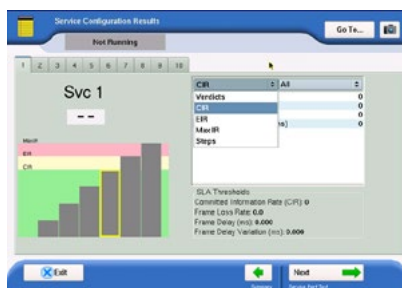 Service Configuration Results
Go To...
Not Running
1 2 3 4 5 6 7 8 9 10
Svc 1
--
CIR All
Verdicts 0
CIR 0
EIR 0
MaxIR 0
Steps
MaxIR
EIR
CIR
SLA Thresholds
Committed Information Rate (CIR): 0
Frame Loss Rate: 0.0
Frame Delay (ms): 0.000
Frame Delay Variation (ms): 0.000
Exit
Next
Summary